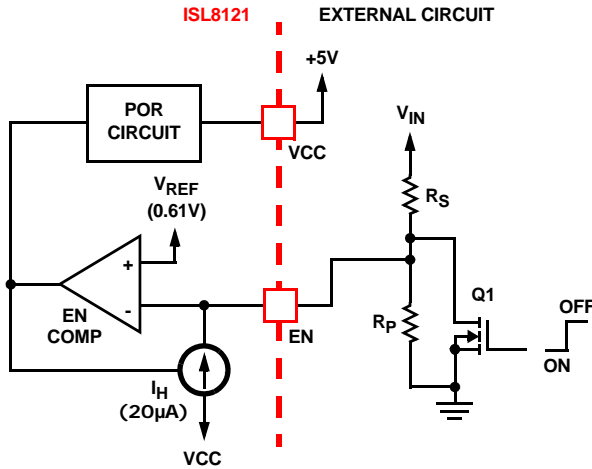 ISL8121
EXTERNAL CIRCUIT
+5V
POR
CIRCUIT
VCC
VIN
RS
VREF
(0.61V)
+
-
EN
COMP
EN
RP
Q1
OFF
ON
IH
(20µA)
VCC